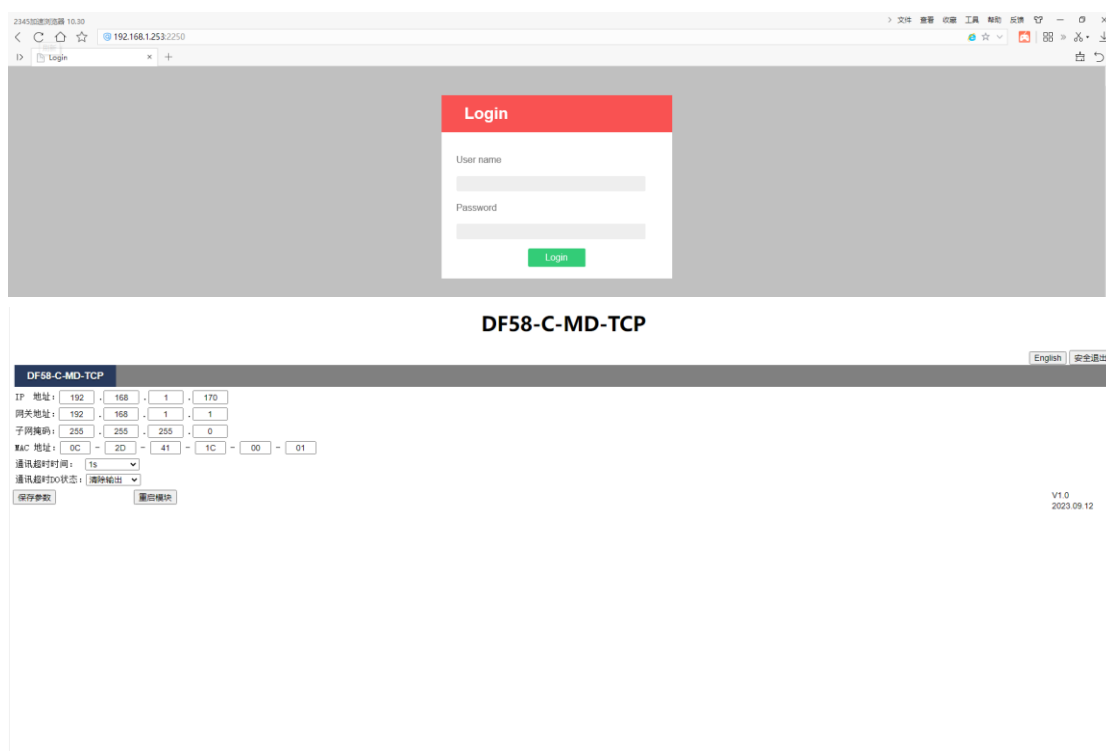 2345加速浏览器 10.30
文件 查看 收藏 工具 帮助 反馈
192.168.1.253:2250
Login
Login
User name
Password
Login
DF58-C-MD-TCP
English 安全退出
DF58-C-MD-TCP
IP 地址: 192 . 168 . 1 . 170
网关地址: 192 . 168 . 1 . 1
子网掩码: 255 . 255 . 255 . 0
MAC 地址: 0C - 2D - 41 - 1C - 00 - 01
通讯超时时间: 1s
通讯超时DO状态: 清除输出
保存参数 重启模块
V1.0
2023.09.12